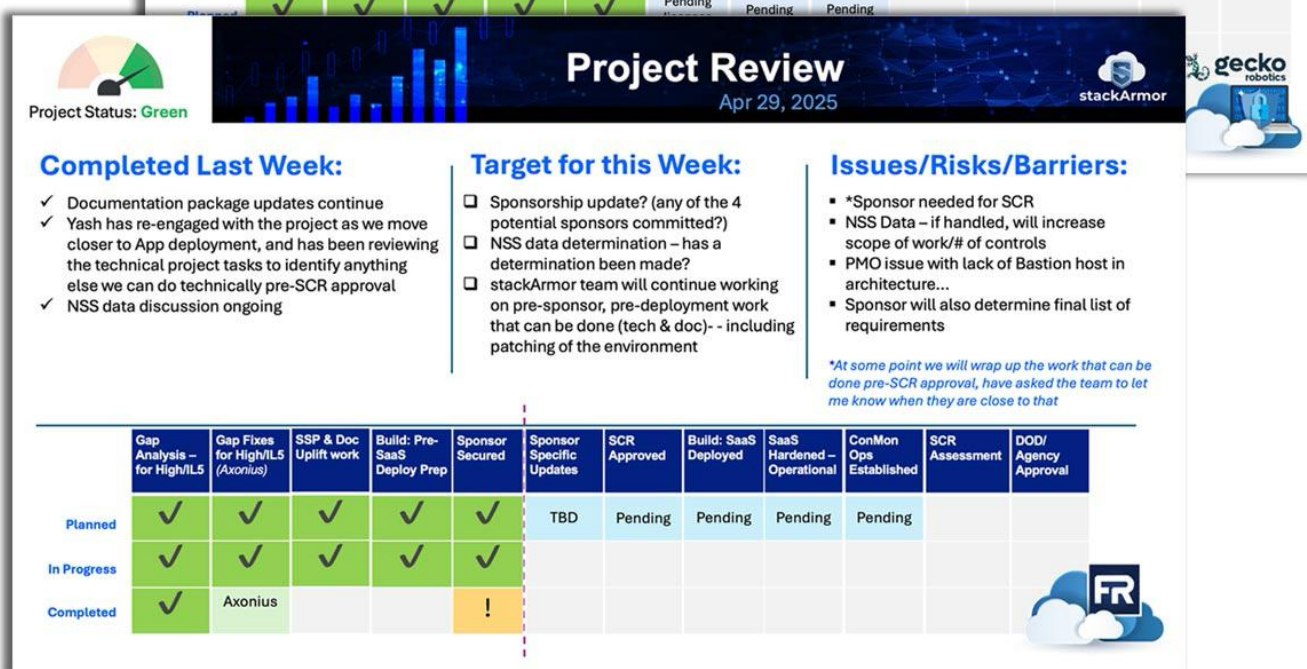 Planned
Pending
Pending
Pending
gecko
robotics
Project Status: Green
Project Review
Apr 29, 2025
stackArmor
Completed Last Week:
✓ Documentation package updates continue
✓ Yash has re-engaged with the project as we move
closer to App deployment, and has been reviewing
the technical project tasks to identify anything
else we can do technically pre-SCR approval
✓ NSS data discussion ongoing
Target for this Week:
❑ Sponsorship update? (any of the 4
potential sponsors committed?)
❑ NSS data determination – has a
determination been made?
❑ stackArmor team will continue working
on pre-sponsor, pre-deployment work
that can be done (tech & doc)- - including
patching of the environment
Issues/Risks/Barriers:
▪ *Sponsor needed for SCR
▪ NSS Data – if handled, will increase
scope of work/# of controls
▪ PMO issue with lack of Bastion host in
architecture...
▪ Sponsor will also determine final list of
requirements
*At some point we will wrap up the work that can be
done pre-SCR approval, have asked the team to let
me know when they are close to that
Gap
Analysis –
for High/IL5
Gap Fixes
for High/IL5
(Axonius)
SSP & Doc
Uplift work
Build: Pre-
SaaS
Deploy Prep
Sponsor
Secured
Sponsor
Specific
Updates
SCR
Approved
Build: SaaS
Deployed
SaaS
Hardened –
Operational
ConMon
Ops
Established
SCR
Assessment
DOD/
Agency
Approval
Planned ✓ ✓ ✓ ✓ ✓ TBD Pending Pending Pending Pending
In Progress ✓ ✓ ✓ ✓ ✓
Completed ✓ Axonius !
FR